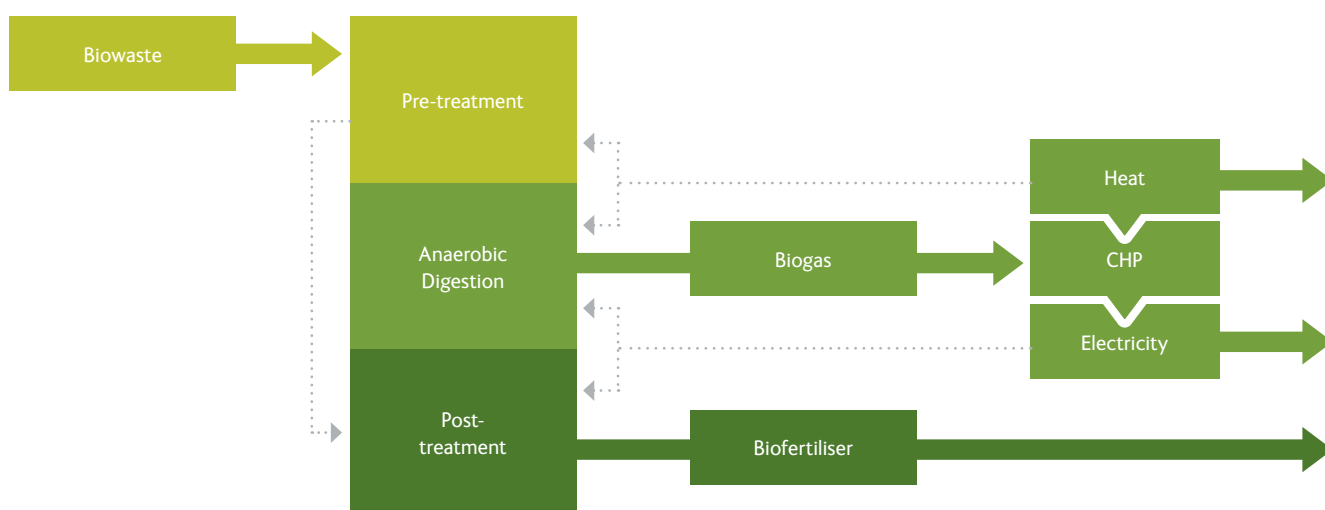 Biowaste
Pre-treatment
Heat
Anaerobic
Digestion
Biogas
CHP
Electricity
Post-
treatment
Biofertiliser